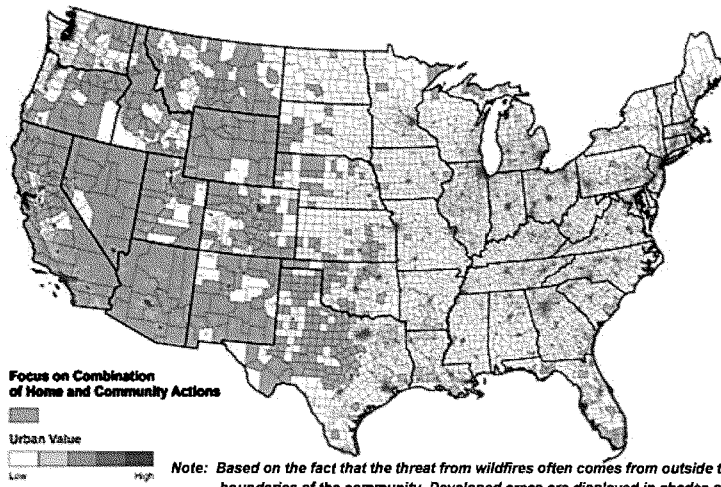 Focus on Combination
of Home and Community Actions
Urban Value
Low High
Note: Based on the fact that the threat from wildfires often comes from outside t
boundaries of the community. Developed areas are displayed in shades o